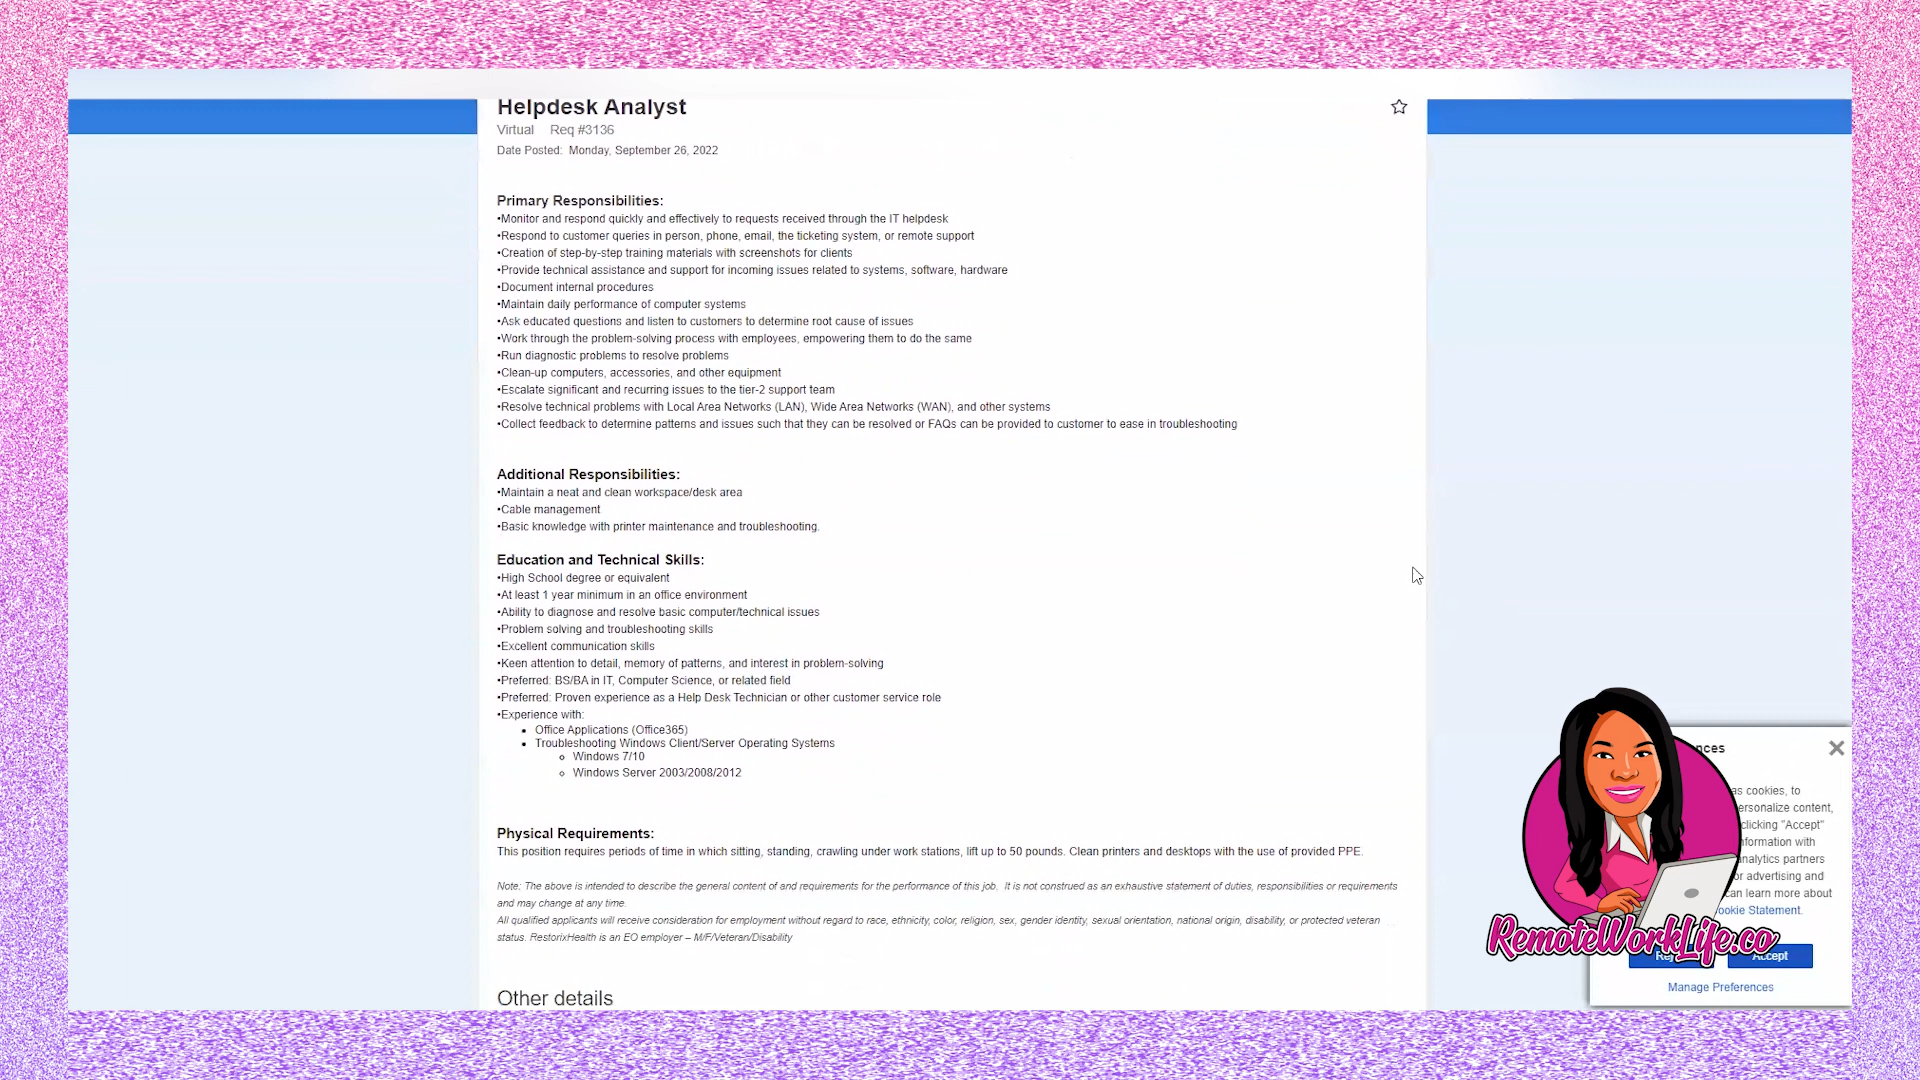 Helpdesk Analyst
Virtual Req #3136
Date Posted: Monday, September 26, 2022
Primary Responsibilities:
•Monitor and respond quickly and effectively to requests received through the IT helpdesk
•Respond to customer queries in person, phone, email, the ticketing system, or remote support
•Creation of step-by-step training materials with screenshots for clients
•Provide technical assistance and support for incoming issues related to systems, software, hardware
•Document internal procedures
•Maintain daily performance of computer systems
•Ask educated questions and listen to customers to determine root cause of issues
•Work through the problem-solving process with employees, empowering them to do the same
•Run diagnostic problems to resolve problems
•Clean-up computers, accessories, and other equipment
•Escalate significant and recurring issues to the tier-2 support team
•Resolve technical problems with Local Area Networks (LAN), Wide Area Networks (WAN), and other systems
•Collect feedback to determine patterns and issues such that they can be resolved or FAQs can be provided to customer to ease in troubleshooting
Additional Responsibilities:
•Maintain a neat and clean workspace/desk area
•Cable management
•Basic knowledge with printer maintenance and troubleshooting.
Education and Technical Skills:
•High School degree or equivalent
•At least 1 year minimum in an office environment
•Ability to diagnose and resolve basic computer/technical issues
•Problem solving and troubleshooting skills
•Excellent communication skills
•Keen attention to detail, memory of patterns, and interest in problem-solving
•Preferred: BS/BA in IT, Computer Science, or related field
•Preferred: Proven experience as a Help Desk Technician or other customer service role
•Experience with:
• Office Applications (Office365)
• Troubleshooting Windows Client/Server Operating Systems
o Windows 7/10
o Windows Server 2003/2008/2012
Physical Requirements:
This position requires periods of time in which sitting, standing, crawling under work stations, lift up to 50 pounds. Clean printers and desktops with the use of provided PPE.
Note: The above is intended to describe the general content of and requirements for the performance of this job. It is not construed as an exhaustive statement of duties, responsibilities or requirements
and may change at any time.
All qualified applicants will receive consideration for employment without regard to race, ethnicity, color, religion, sex, gender identity, sexual orientation, national origin, disability, or protected veteran
status. RestorixHealth is an EO employer – M/F/Veteran/Disability
Other details
nces
as cookies, to
ersonalize content,
clicking "Accept"
nformation with
analytics partners
or advertising and
can learn more about
ookie Statement.
RemoteWorkLife.co
Accept
Manage Preferences